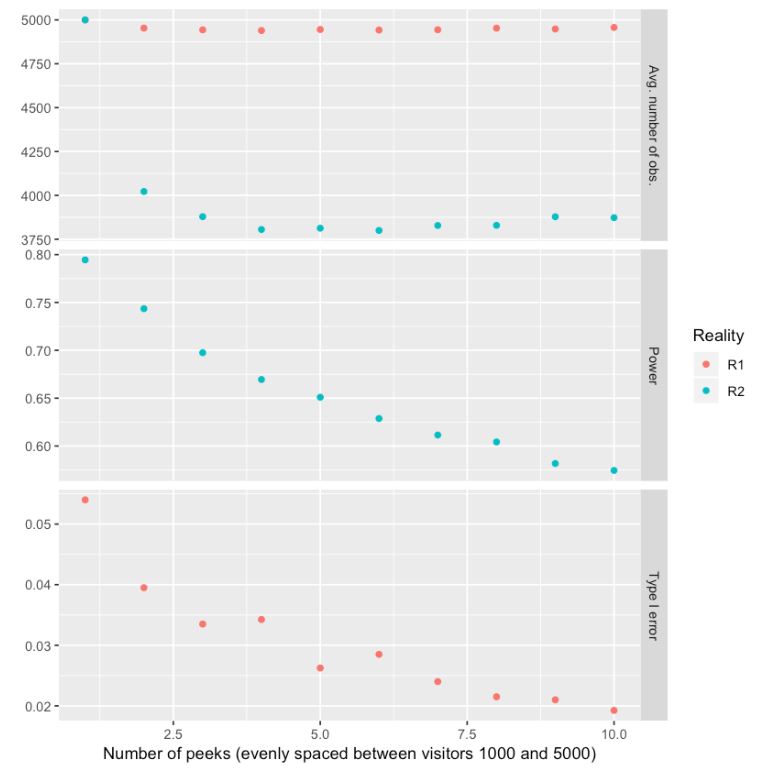 5000
4750
4500
4250
4000
3750
Avg. number of obs.
0.80
0.75
0.70
0.65
0.60
Power
0.05
0.04
0.03
0.02
Type I error
2.5 5.0 7.5 10.0
Number of peeks (evenly spaced between visitors 1000 and 5000)
Reality
R1
R2